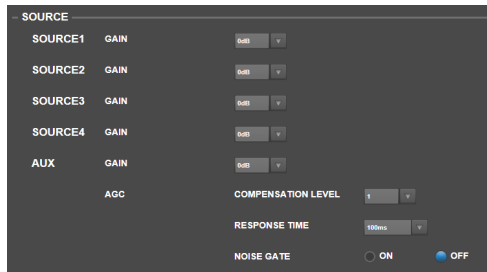 SOURCE
SOURCE1 GAIN 0dB
SOURCE2 GAIN 0dB
SOURCE3 GAIN 0dB
SOURCE4 GAIN 0dB
AUX GAIN 0dB
AGC COMPENSATION LEVEL 1
RESPONSE TIME 100ms
NOISE GATE ON OFF